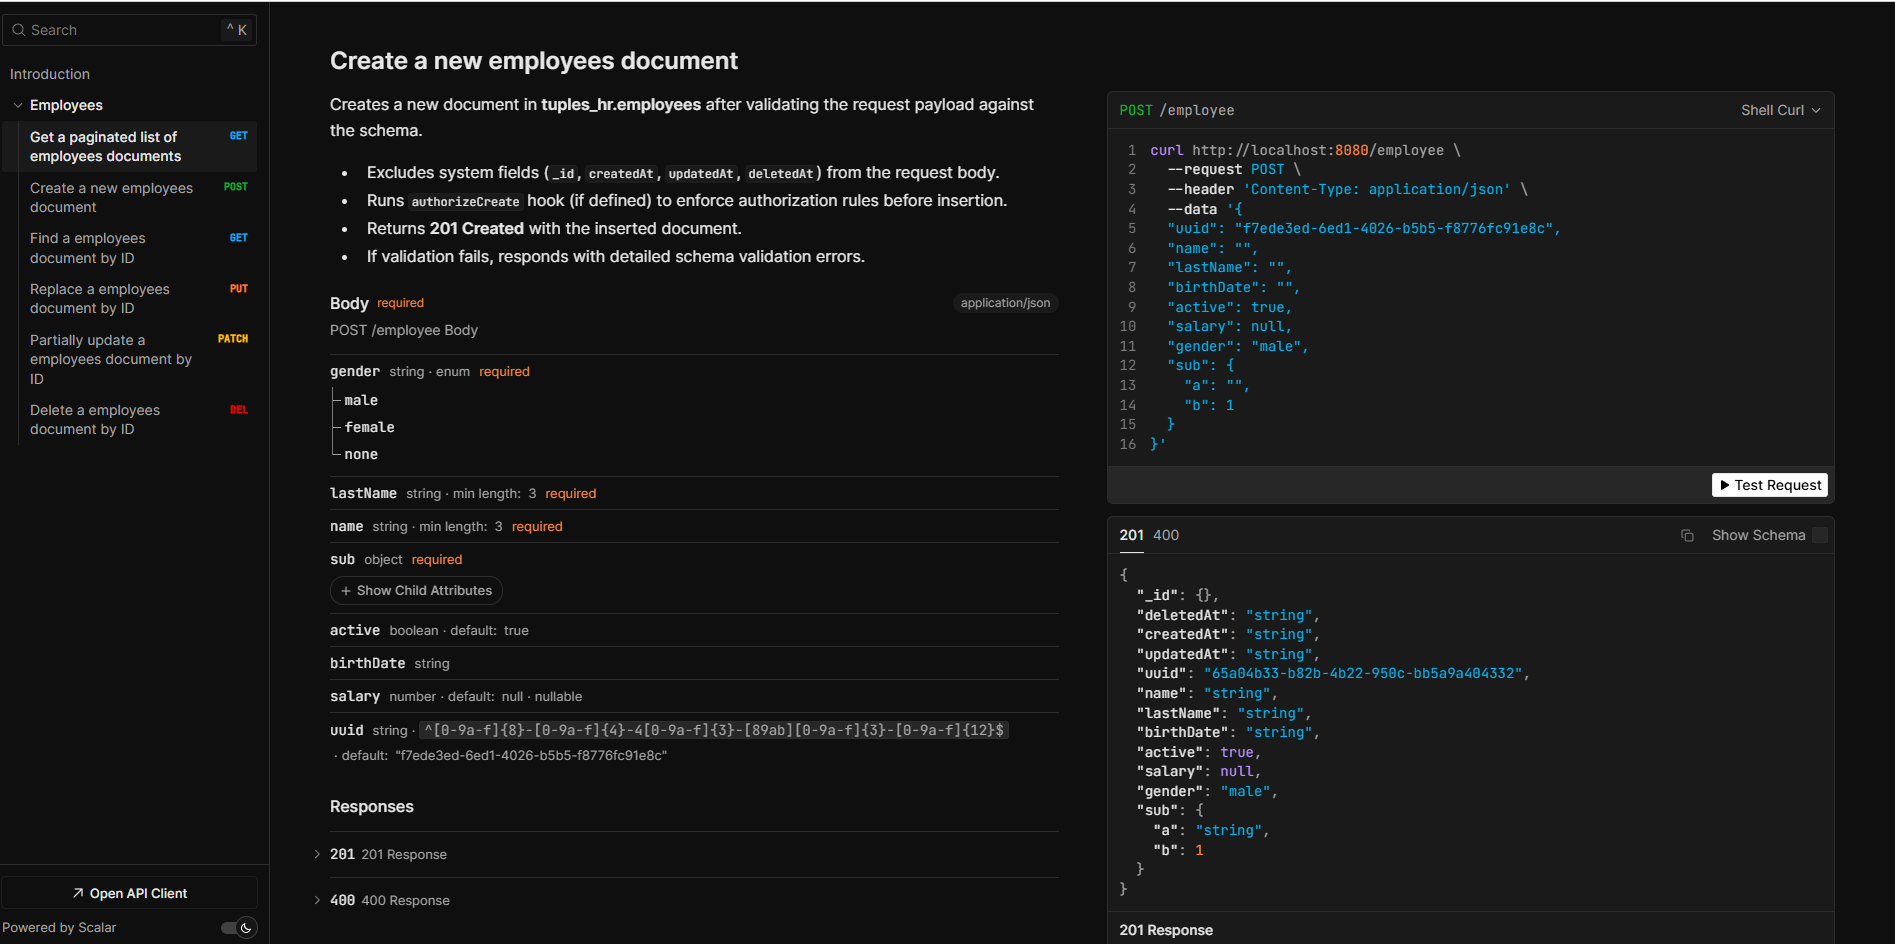 Search
^ K
Introduction
Employees
Get a paginated list of employees documents GET
Create a new employees document POST
Find a employees document by ID GET
Replace a employees document by ID PUT
Partially update a employees document by ID PATCH
Delete a employees document by ID DEL
Open API Client
Powered by Scalar
Create a new employees document
Creates a new document in tuples_hr.employees after validating the request payload against
the schema.
• Excludes system fields ( _id, createdAt, updatedAt, deletedAt ) from the request body.
• Runs authorizeCreate hook (if defined) to enforce authorization rules before insertion.
• Returns 201 Created with the inserted document.
• If validation fails, responds with detailed schema validation errors.
Body required application/json
POST /employee Body
gender string · enum required
male
female
none
lastName string · min length: 3 required
name string · min length: 3 required
sub object required
+ Show Child Attributes
active boolean · default: true
birthDate string
salary number · default: null · nullable
uuid string · ^[0-9a-f]{8}-[0-9a-f]{4}-4[0-9a-f]{3}-[89ab][0-9a-f]{3}-[0-9a-f]{12}$
· default: "f7ede3ed-6ed1-4026-b5b5-f8776fc91e8c"
Responses
201 201 Response
400 400 Response
POST /employee Shell Curl
1 curl http://localhost:8080/employee \
2 --request POST \
3 --header 'Content-Type: application/json' \
4 --data '{
5 "uuid": "f7ede3ed-6ed1-4026-b5b5-f8776fc91e8c",
6 "name": "",
7 "lastName": "",
8 "birthDate": "",
9 "active": true,
10 "salary": null,
11 "gender": "male",
12 "sub": {
13 "a": "",
14 "b": 1
15 }
16 }'
Test Request
201 400 Show Schema
{
"_id": {},
"deletedAt": "string",
"createdAt": "string",
"updatedAt": "string",
"uuid": "65a04b33-b82b-4b22-950c-bb5a9a404332",
"name": "string",
"lastName": "string",
"birthDate": "string",
"active": true,
"salary": null,
"gender": "male",
"sub": {
"a": "string",
"b": 1
}
}
201 Response